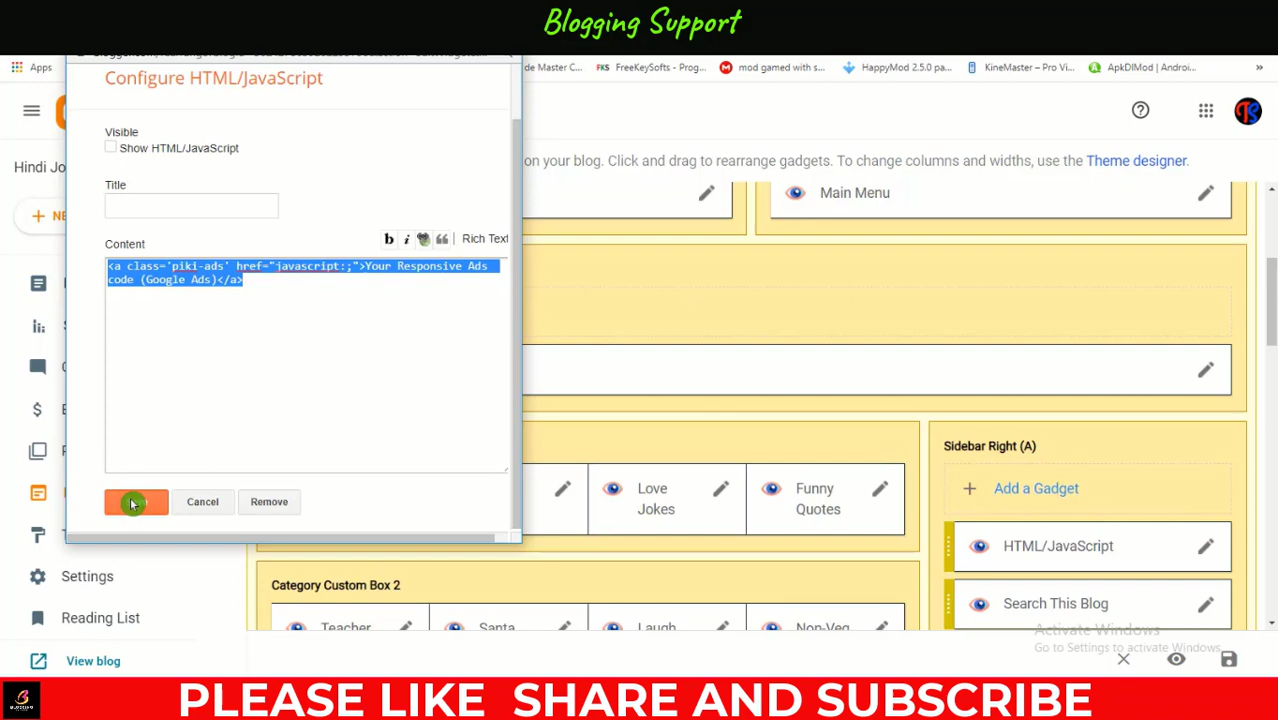 Blogging Support
Apps
de Master C...
FreeKeySofts - Prog...
mod gamed with s...
HappyMod 2.5.0 pa...
KineMaster – Pro Vi...
ApkDlMod | Androi...
»
Configure HTML/JavaScript
Visible
Show HTML/JavaScript
Title
Content
b i
Rich Text
<a class='piki-ads' href="javascript:;">Your Responsive Ads
code (Google Ads)</a>
Cancel
Remove
Hindi Jo
+ NE
on your blog. Click and drag to rearrange gadgets. To change columns and widths, use the Theme designer.
Main Menu
Love
Jokes
Funny
Quotes
Sidebar Right (A)
+ Add a Gadget
HTML/JavaScript
Search This Blog
Category Custom Box 2
Teacher
Santa
Laugh
Non-Veg
Settings
Reading List
View blog
Activate Windows
Go to Settings to activate Windows.
PLEASE LIKE SHARE AND SUBSCRIBE